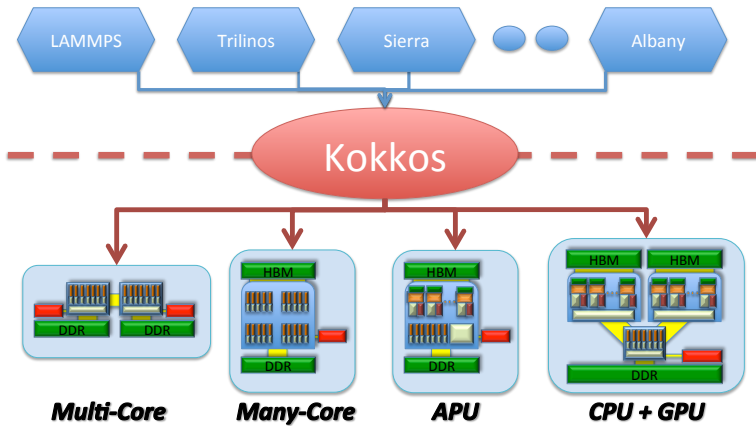 LAMMPS
Trilinos
Sierra
Albany
Kokkos
HBM
HBM
HBM
HBM
DDR
DDR
DDR
DDR
DDR
Multi-Core
Many-Core
APU
CPU + GPU